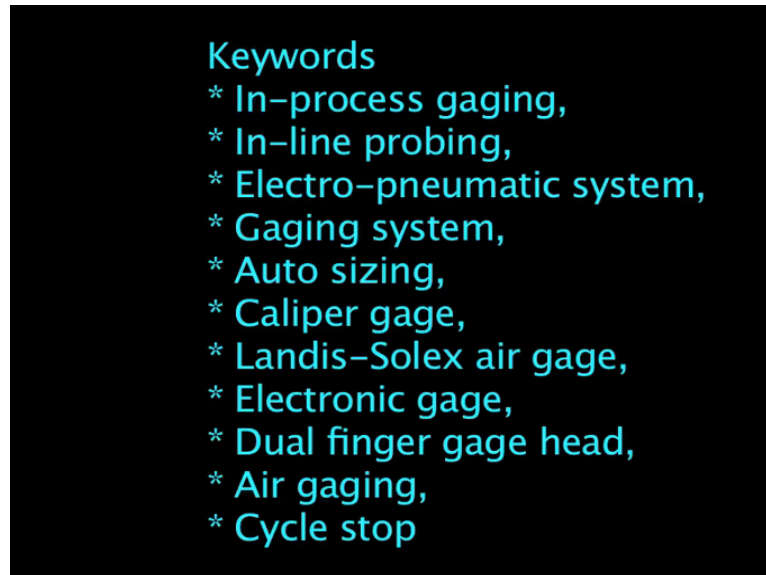 Keywords
* In-process gaging,
* In-line probing,
* Electro-pneumatic system,
* Gaging system,
* Auto sizing,
* Caliper gage,
* Landis-Solex air gage,
* Electronic gage,
* Dual finger gage head,
* Air gaging,
* Cycle stop